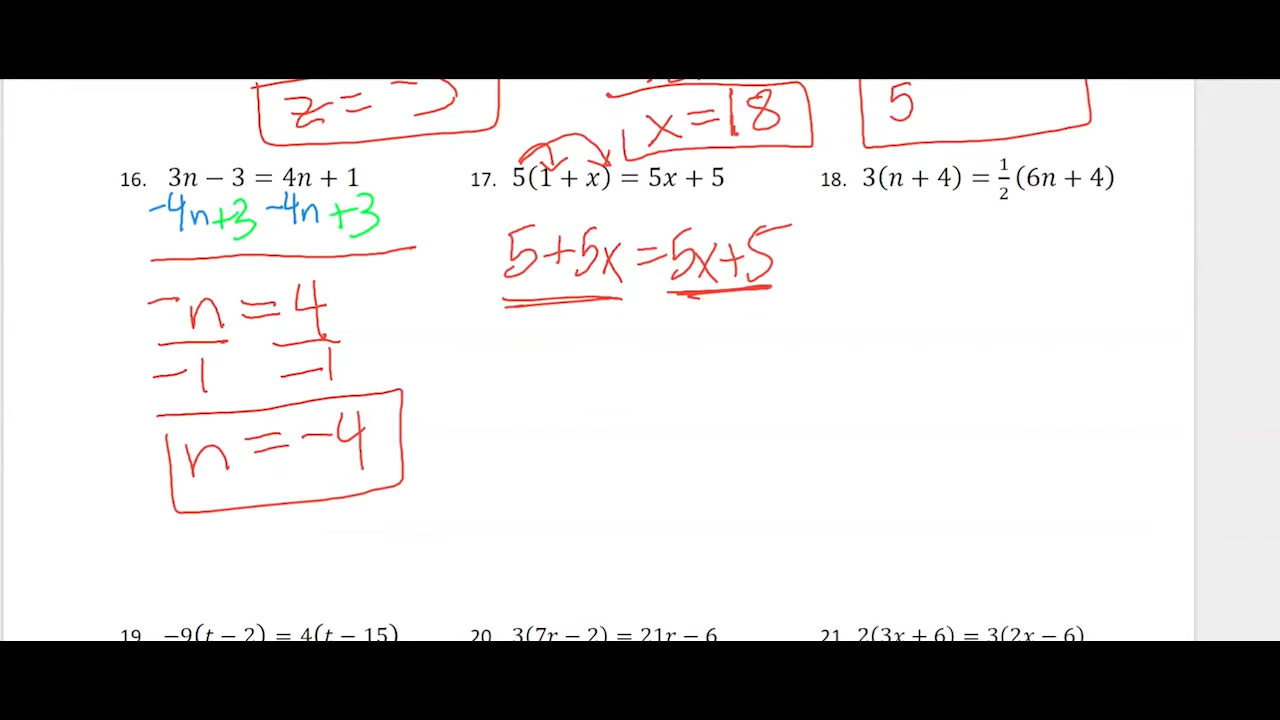 z = -3
x = 18
5
16. 3n − 3 = 4n + 1
-4n +3 -4n +3
-n = 4
-1 -1
n = -4
17. 5(1 + x) = 5x + 5
5 + 5x = 5x + 5
18. 3(n + 4) = 1/2 (6n + 4)
19. −9(t − 2) = 4(t − 15)
20. 3(7r − 2) = 21r − 6
21. 2(3x + 6) = 3(2x − 6)